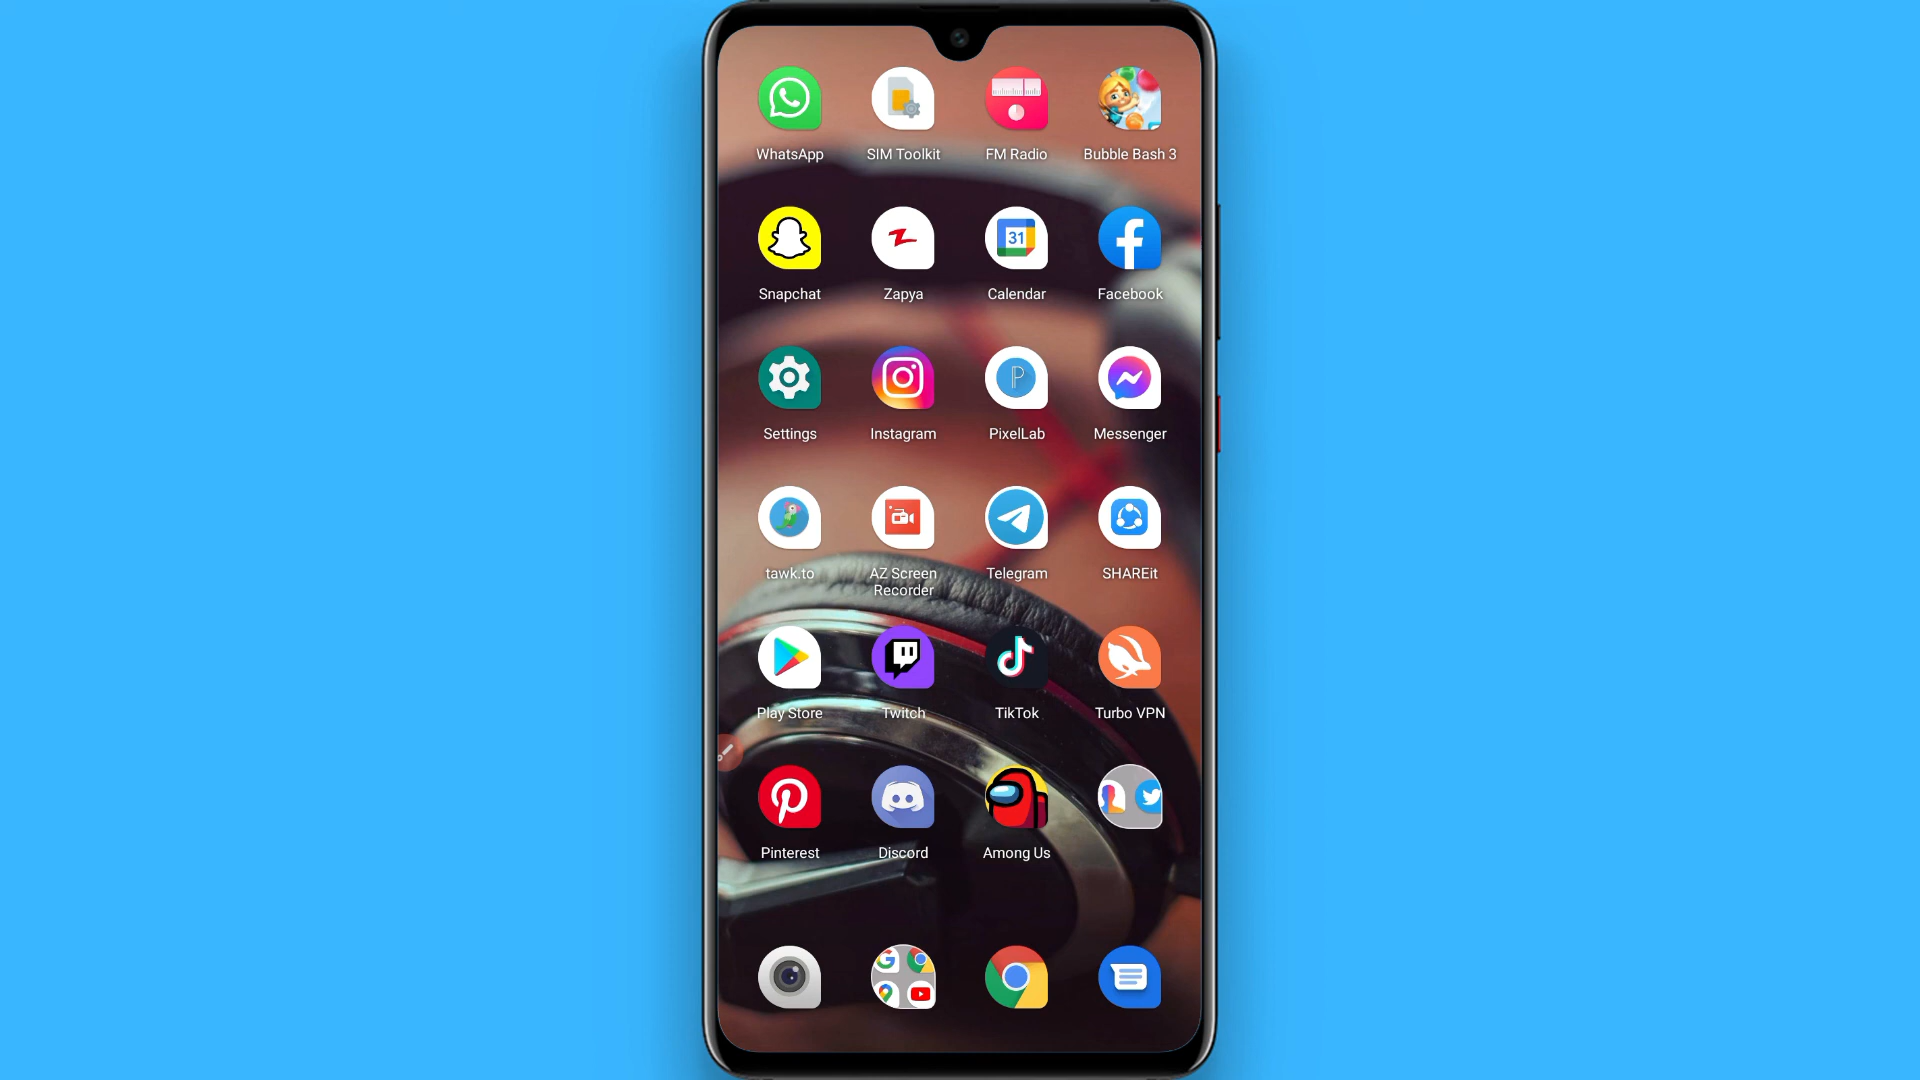 WhatsApp
SIM Toolkit
FM Radio
Bubble Bash 3
31
Snapchat
Zapya
Calendar
Facebook
Settings
Instagram
PixelLab
Messenger
tawk.to
AZ Screen
Recorder
Telegram
SHAREit
Play Store
Twitch
TikTok
Turbo VPN
Pinterest
Discord
Among Us